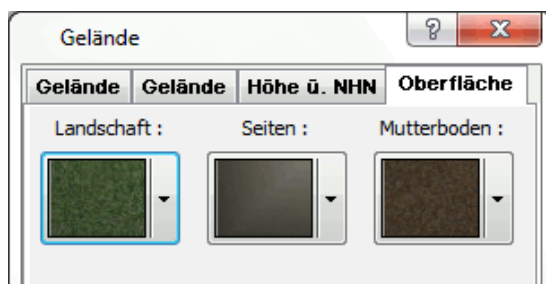 Gelände
Gelände Gelände Höhe ü. NHN Oberfläche
Landschaft : Seiten : Mutterboden :